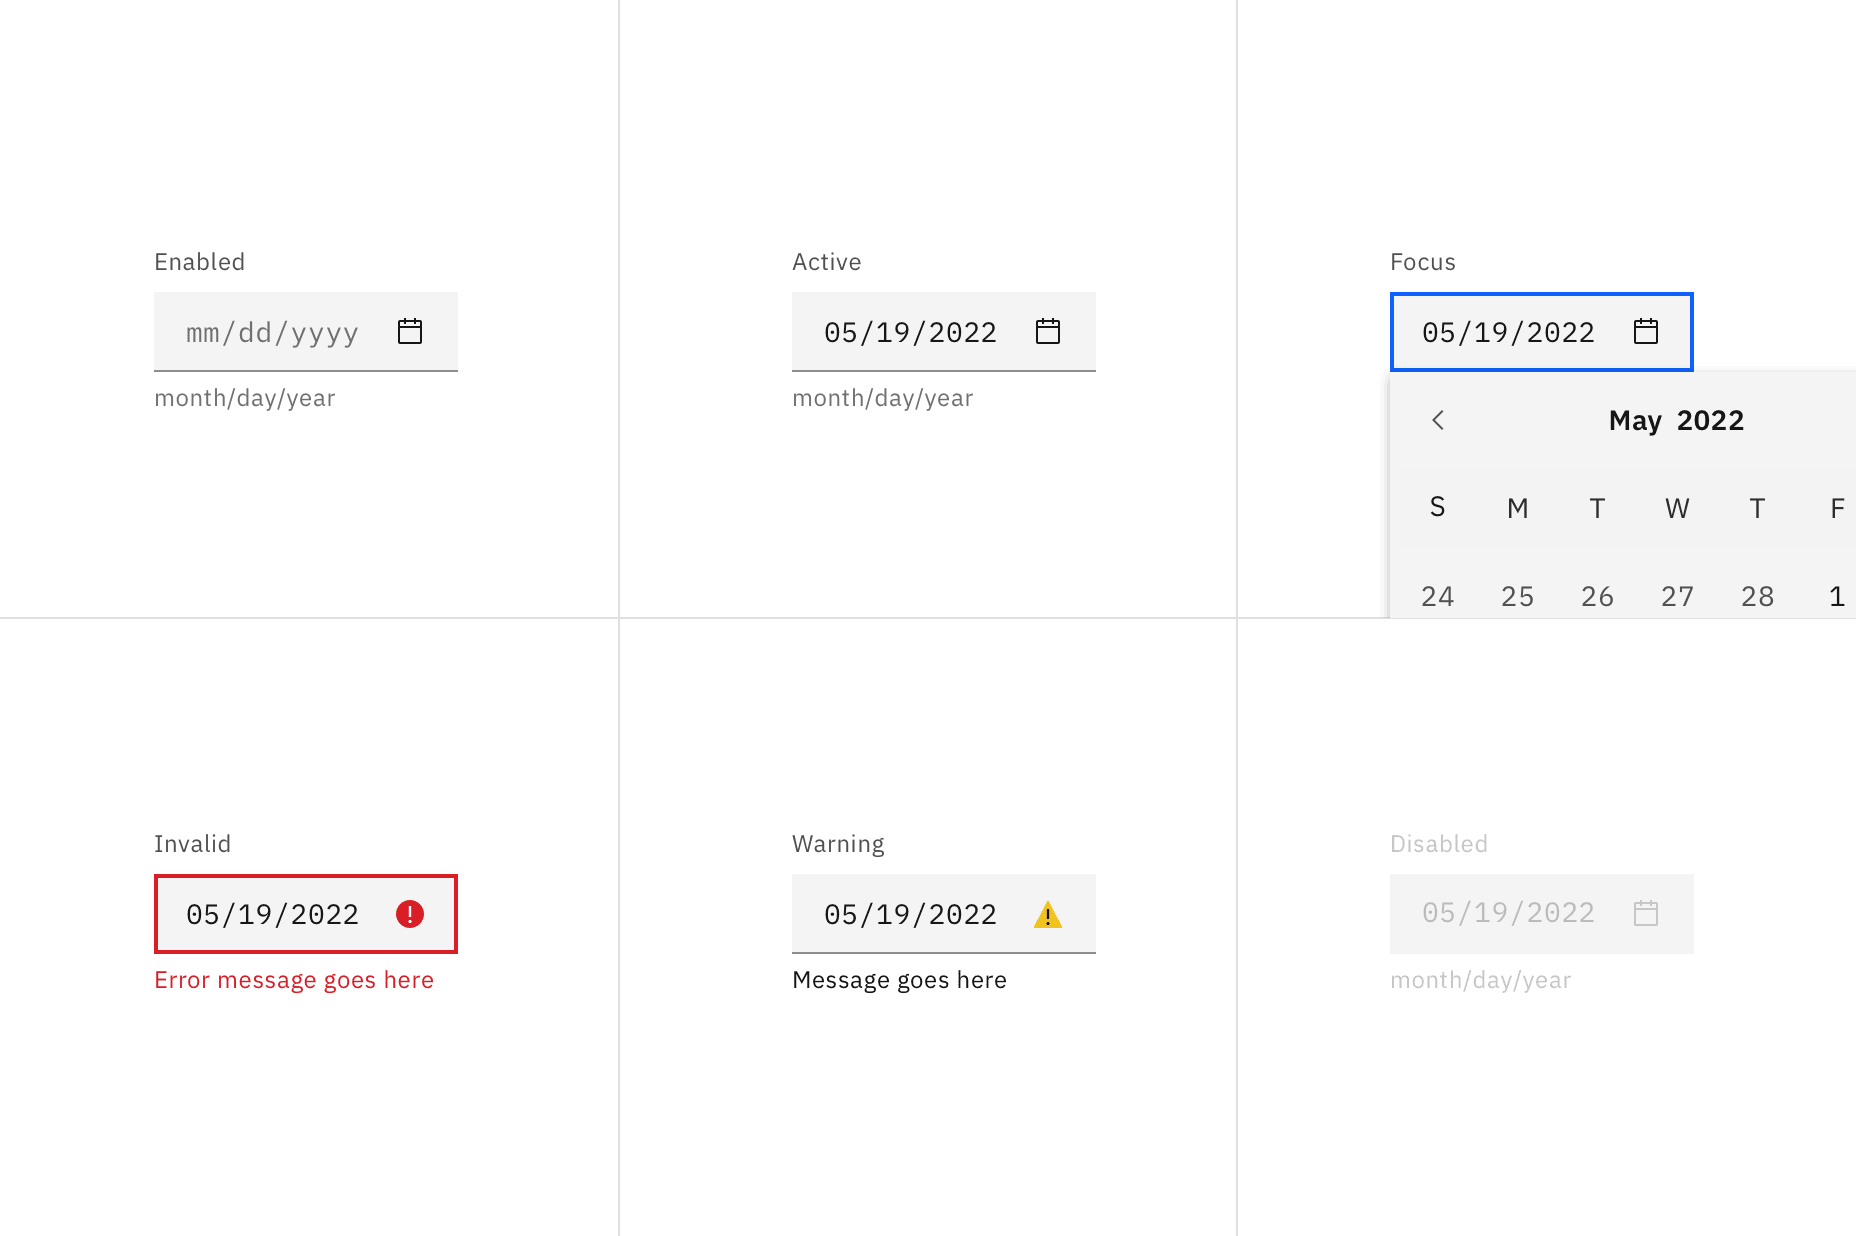 Enabled
mm/dd/yyyy
month/day/year
Active
05/19/2022
month/day/year
Focus
05/19/2022
May 2022
S M T W T F
24 25 26 27 28 1
Invalid
05/19/2022
Error message goes here
Warning
05/19/2022
Message goes here
Disabled
05/19/2022
month/day/year